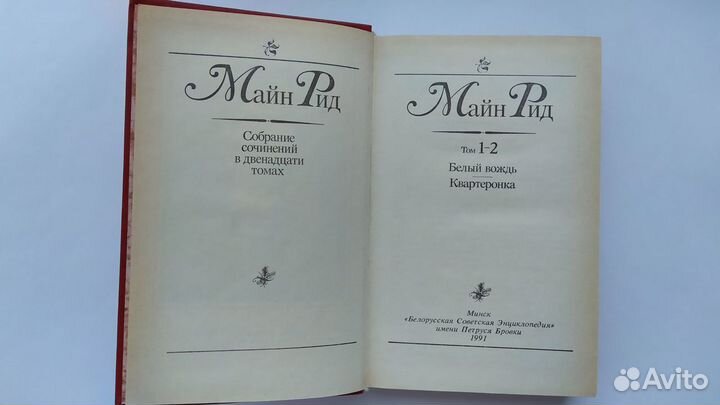 Майн Рид
Собрание
сочинений
в двенадцати
томах
Майн Рид
Том 1–2
Белый вождь
Квартеронка
Минск
«Белорусская Советская Энциклопедия»
имени Петруся Бровки
1991
Avito